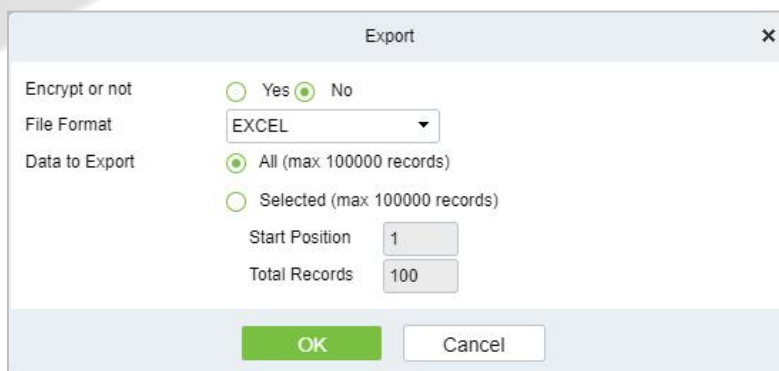 Export
Encrypt or not Yes No
File Format EXCEL
Data to Export All (max 100000 records)
Selected (max 100000 records)
Start Position 1
Total Records 100
OK Cancel